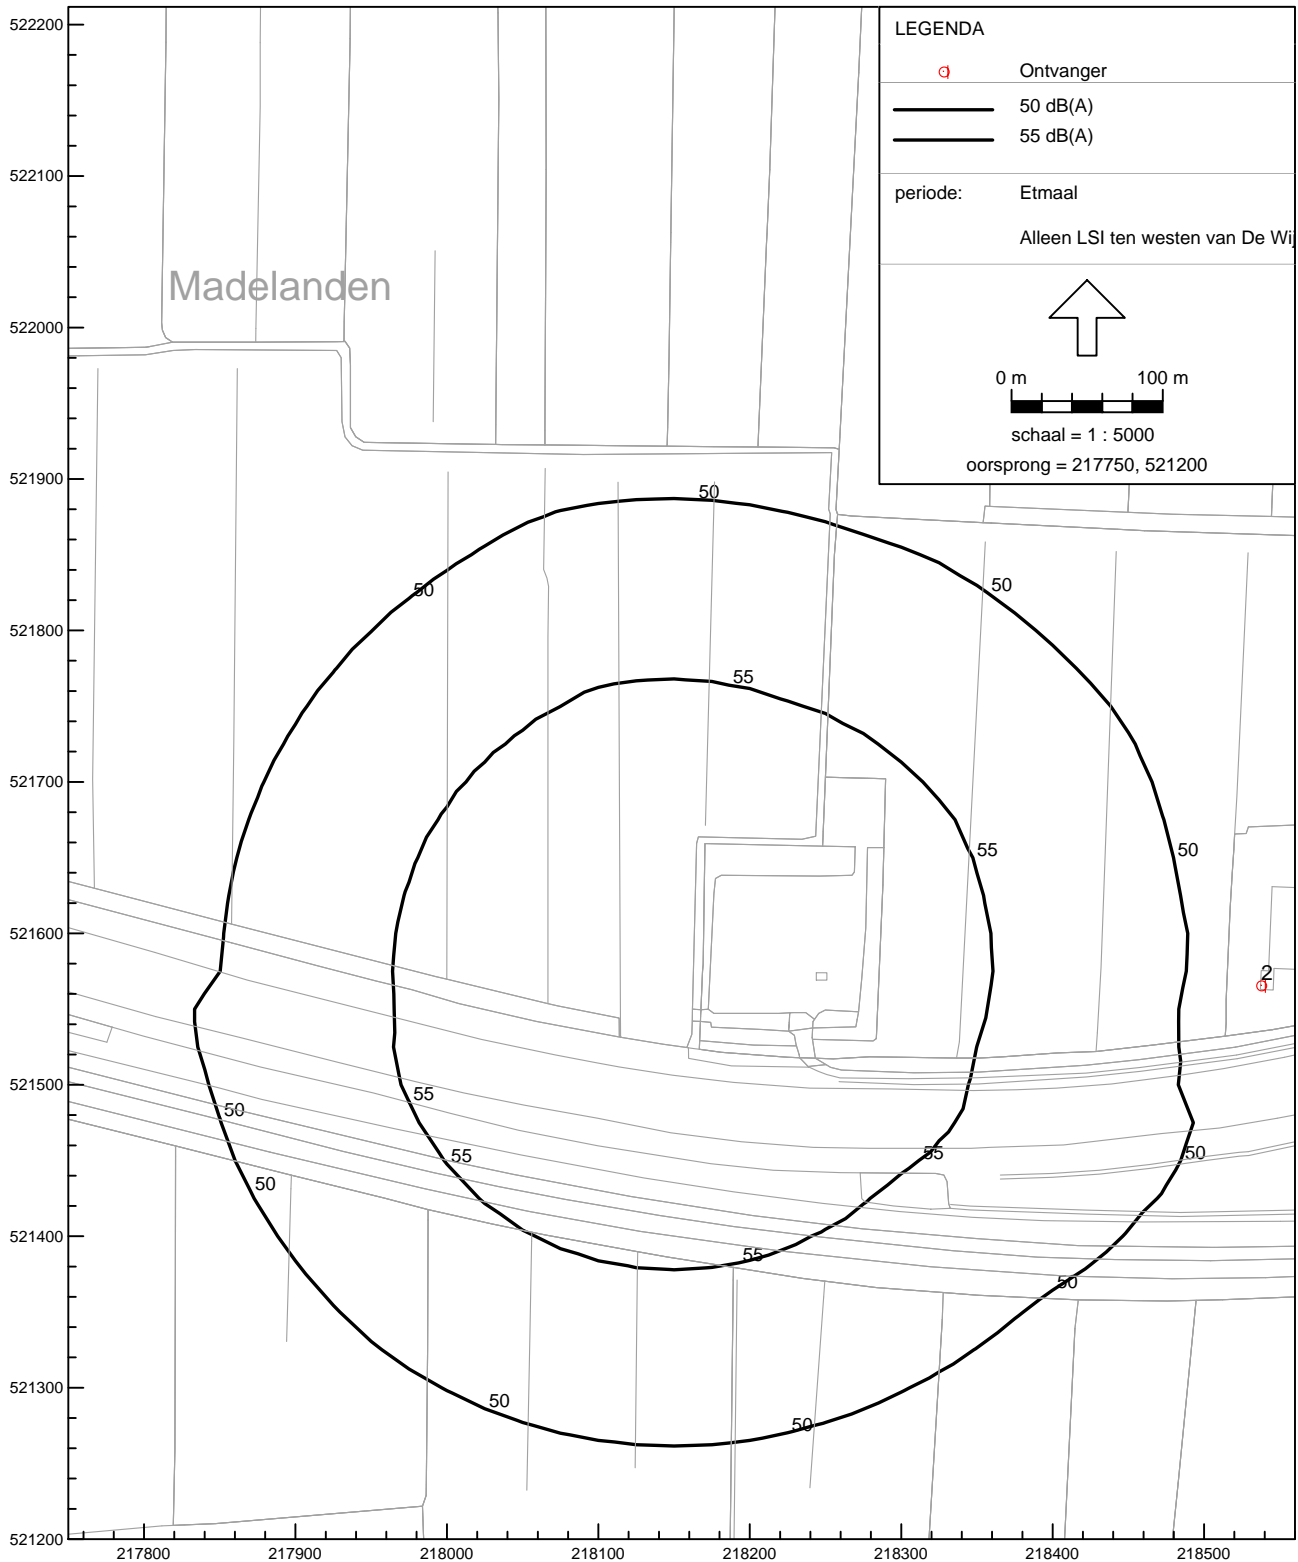 LEGENDA
Ontvanger
50 dB(A)
55 dB(A)
periode: Etmaal
Alleen LSI ten westen van De Wij
0 m 100 m
schaal = 1 : 5000
oorsprong = 217750, 521200
522200
522100
522000
521900
521800
521700
521600
521500
521400
521300
521200
Madelanden
50
50
50
55
55
50
2
55
50
55
55
50
50
55
50
50
50
217800 217900 218000 218100 218200 218300 218400 218500